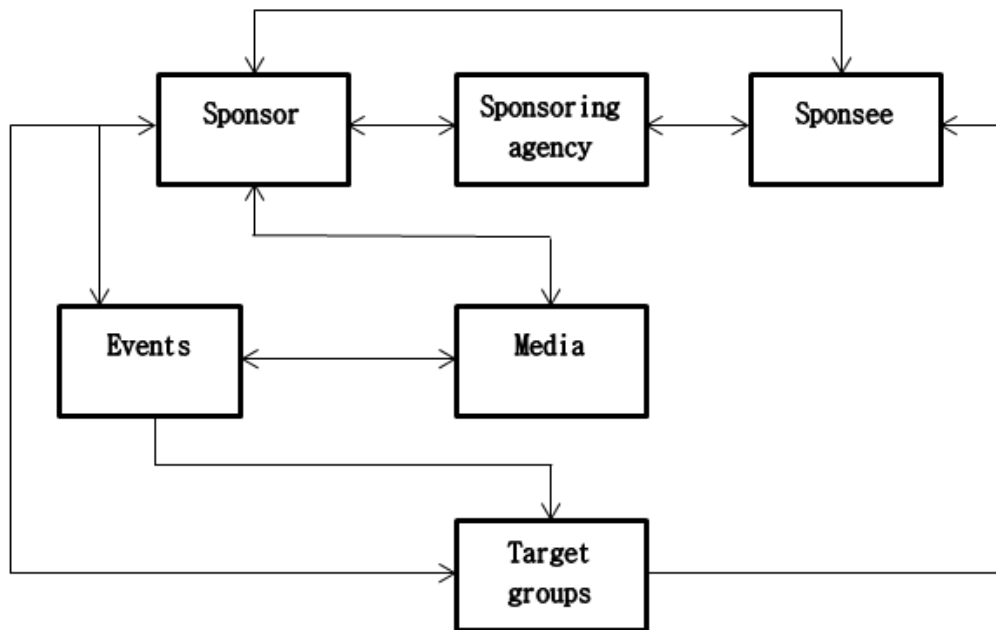 Sponsor
Sponsoring
agency
Sponsee
Events
Media
Target
groups